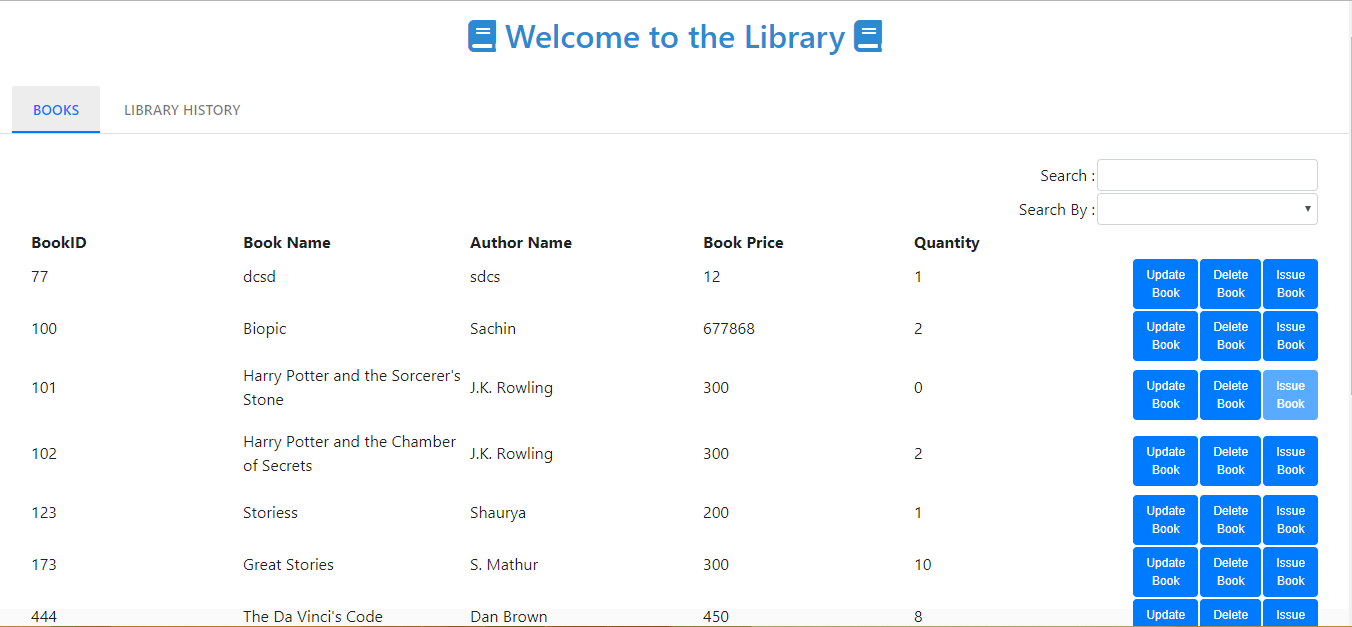 Welcome to the Library
BOOKS LIBRARY HISTORY
Search :
Search By :
BookID Book Name Author Name Book Price Quantity
77 dcsd sdcs 12 1 Update Book Delete Book Issue Book
100 Biopic Sachin 677868 2 Update Book Delete Book Issue Book
101 Harry Potter and the Sorcerer's Stone J.K. Rowling 300 0 Update Book Delete Book Issue Book
102 Harry Potter and the Chamber of Secrets J.K. Rowling 300 2 Update Book Delete Book Issue Book
123 Storiess Shaurya 200 1 Update Book Delete Book Issue Book
173 Great Stories S. Mathur 300 10 Update Book Delete Book Issue Book
444 The Da Vinci's Code Dan Brown 450 8 Update Delete Issue